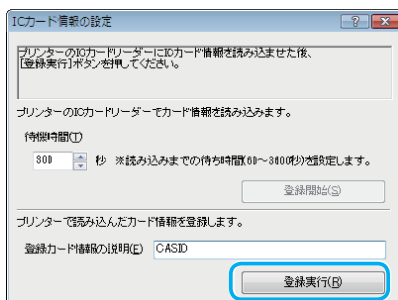 ICカード情報の設定
プリンターのICカードリーダーにICカード情報を読み込ませた後、
[登録実行]ボタンを押してください。
プリンターのICカードリーダーでカード情報を読み込みます。
待機時間(T)
300 秒 ※読み込みまでの待ち時間(60～3600秒)を設定します。
登録開始(S)
プリンターで読み込んだカード情報を登録します。
登録カード情報の説明(E) CASID
登録実行(R)